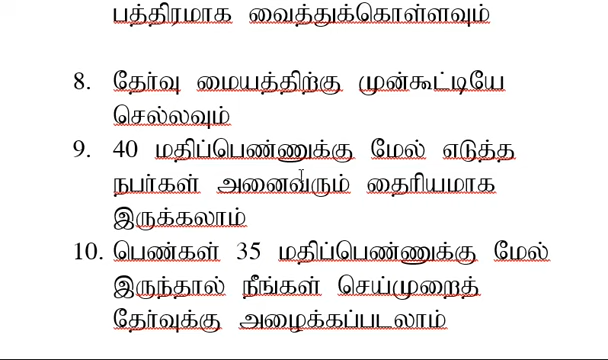 பத்திரமாக வைத்துக்கொள்ளவும்
8. தேர்வு மையத்திற்கு முன்கூட்டியே
செல்லவும்
9. 40 மதிப்பெண்ணுக்கு மேல் எடுத்த
நபர்கள் அனைவரும் தைரியமாக
இருக்கலாம்
10. பெண்கள் 35 மதிப்பெண்ணுக்கு மேல்
இருந்தால் நீங்கள் செய்முறைத்
தேர்வுக்கு அழைக்கப்படலாம்